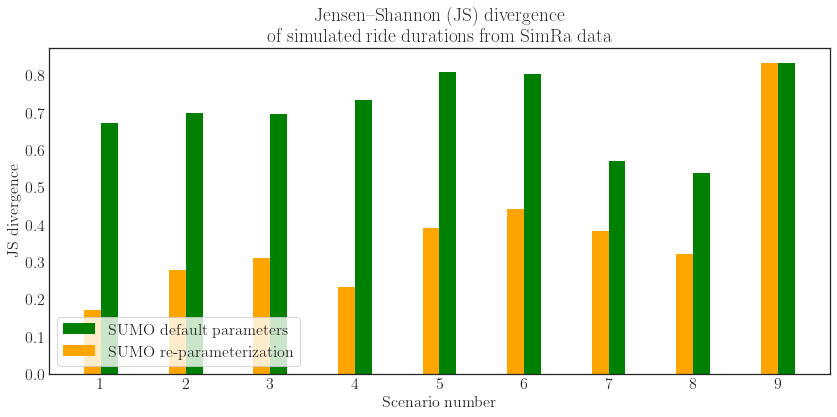 Jensen–Shannon (JS) divergence
of simulated ride durations from SimRa data
JS divergence
0.8
0.7
0.6
0.5
0.4
0.3
0.2
0.1
0.0
SUMO default parameters
SUMO re-parameterization
1 2 3 4 5 6 7 8 9
Scenario number